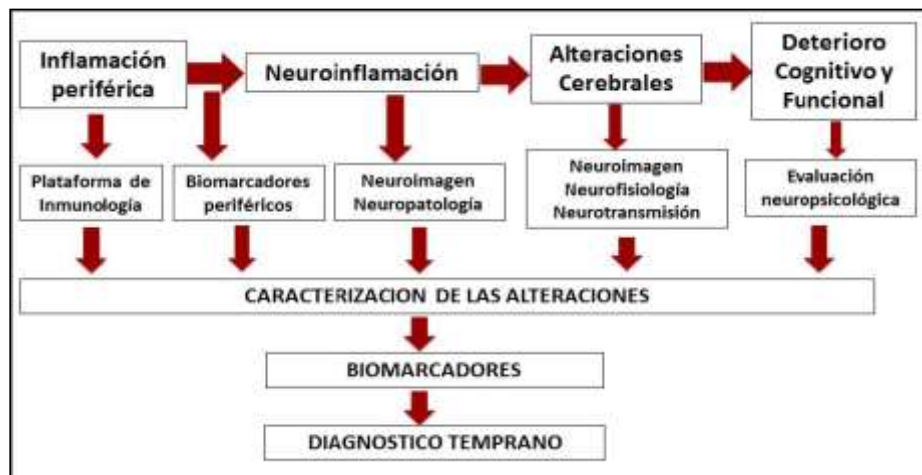 Inflamación
periférica
Neuroinflamación
Alteraciones
Cerebrales
Deterioro
Cognitivo y
Funcional
Plataforma de
Inmunología
Biomarcadores
periféricos
Neuroimagen
Neuropatología
Neuroimagen
Neurofisiología
Neurotransmisión
Evaluación
neuropsicológica
CARACTERIZACION DE LAS ALTERACIONES
BIOMARCADORES
DIAGNOSTICO TEMPRANO